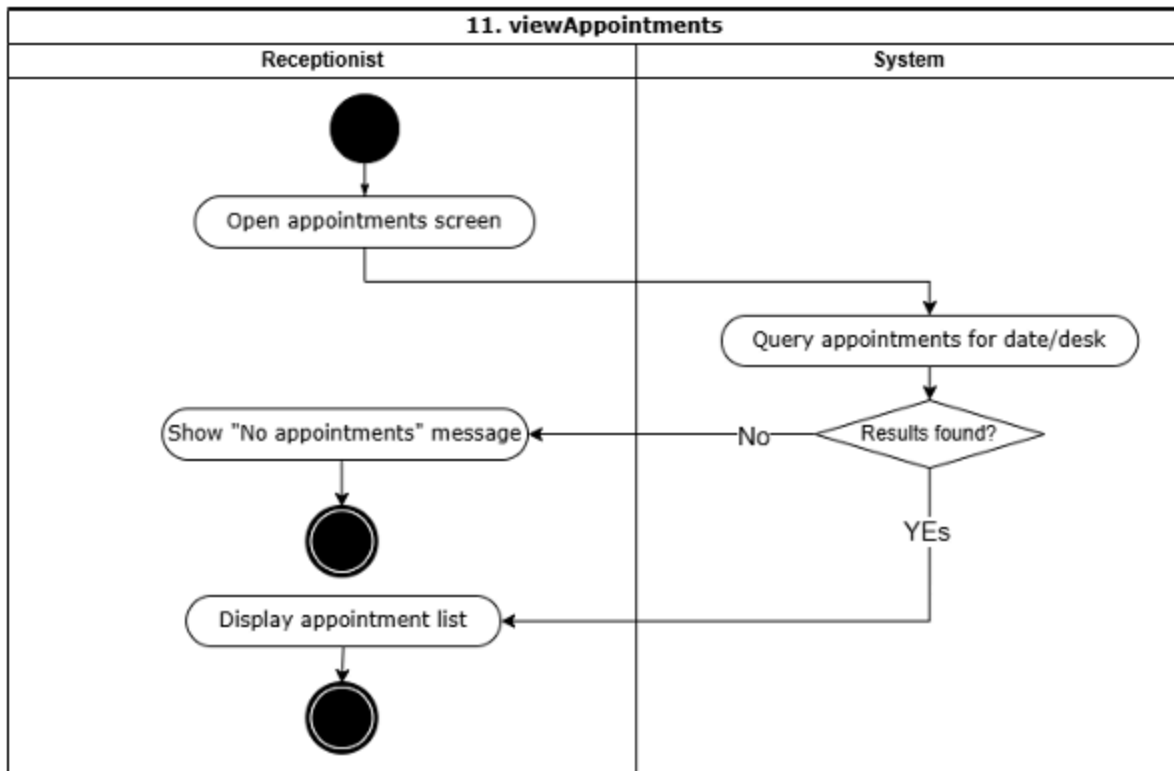 11. viewAppointments
Receptionist
System
Open appointments screen
Query appointments for date/desk
Show "No appointments" message
No
Results found?
YEs
Display appointment list